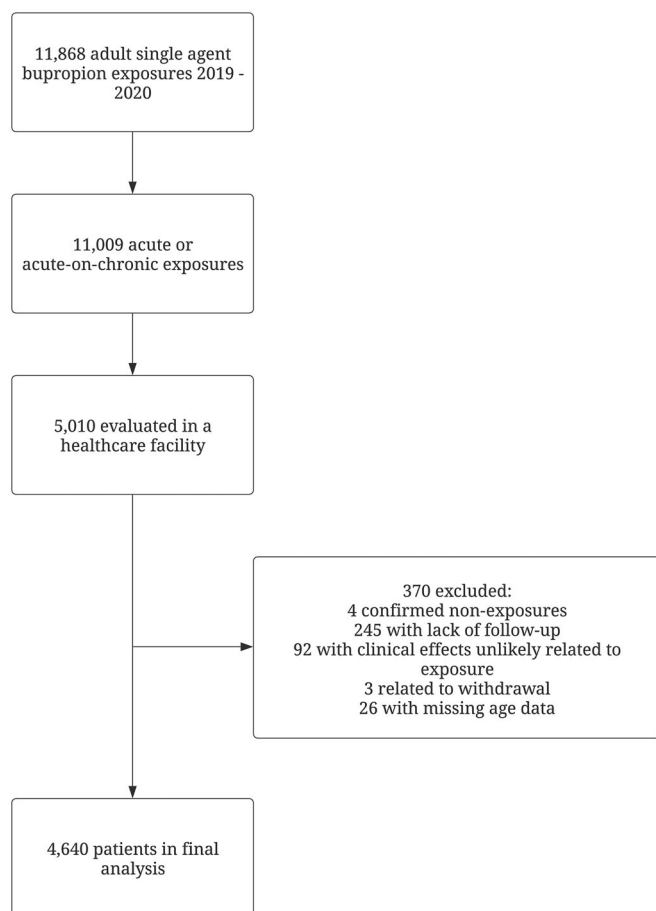 11,868 adult single agent
bupropion exposures 2019 -
2020
11,009 acute or
acute-on-chronic exposures
5,010 evaluated in a
healthcare facility
370 excluded:
4 confirmed non-exposures
245 with lack of follow-up
92 with clinical effects unlikely related to
exposure
3 related to withdrawal
26 with missing age data
4,640 patients in final
analysis